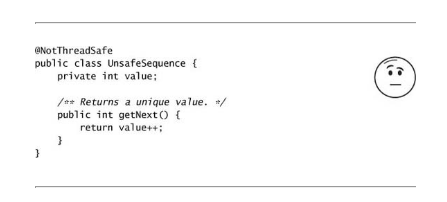 @NotThreadSafe
public class UnsafeSequence {
    private int value;
    /** Returns a unique value. */
    public int getNext() {
        return value++;
    }
}